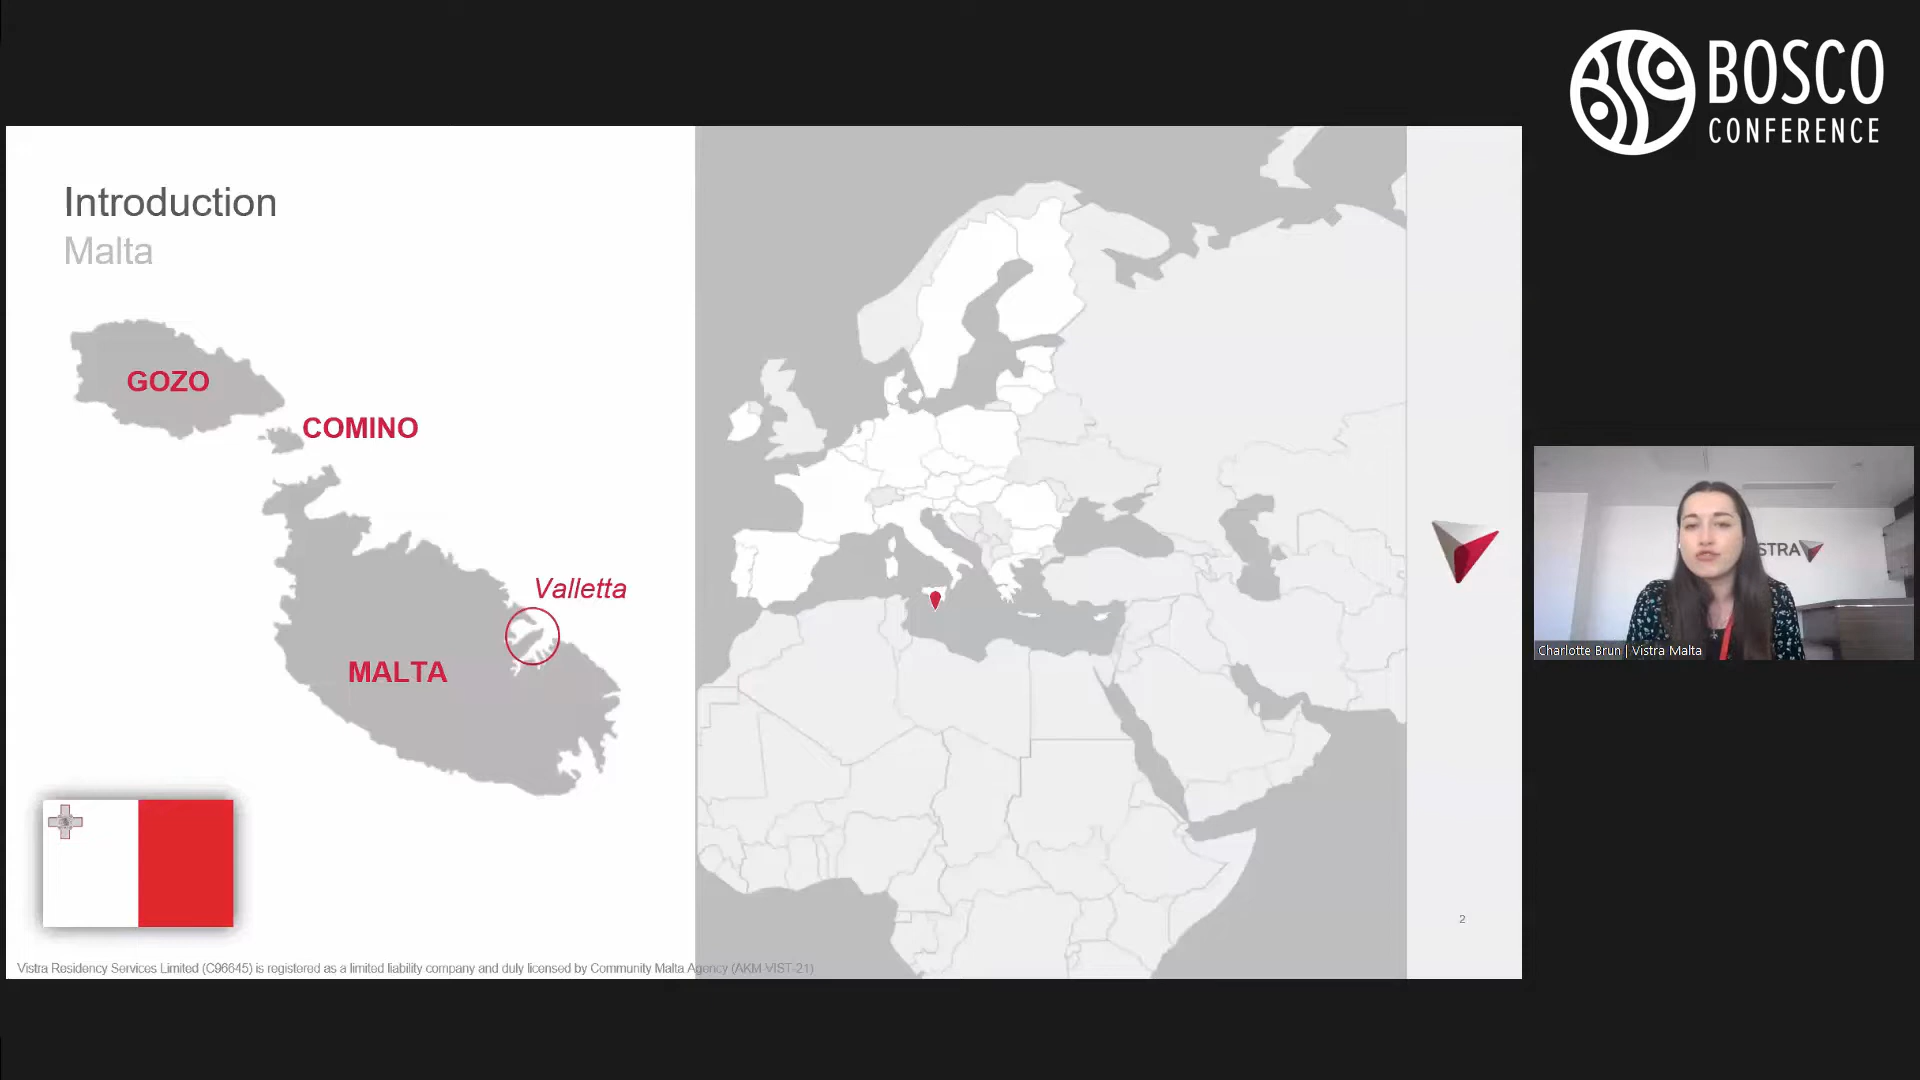 BOSCO
CONFERENCE
Introduction
Malta
GOZO
COMINO
Valletta
MALTA
STRA
Charlotte Brun | Vistra Malta
2
Vistra Residency Services Limited (C96645) is registered as a limited liability company and duly licensed by Community Malta Agency (AKM VIST-21)